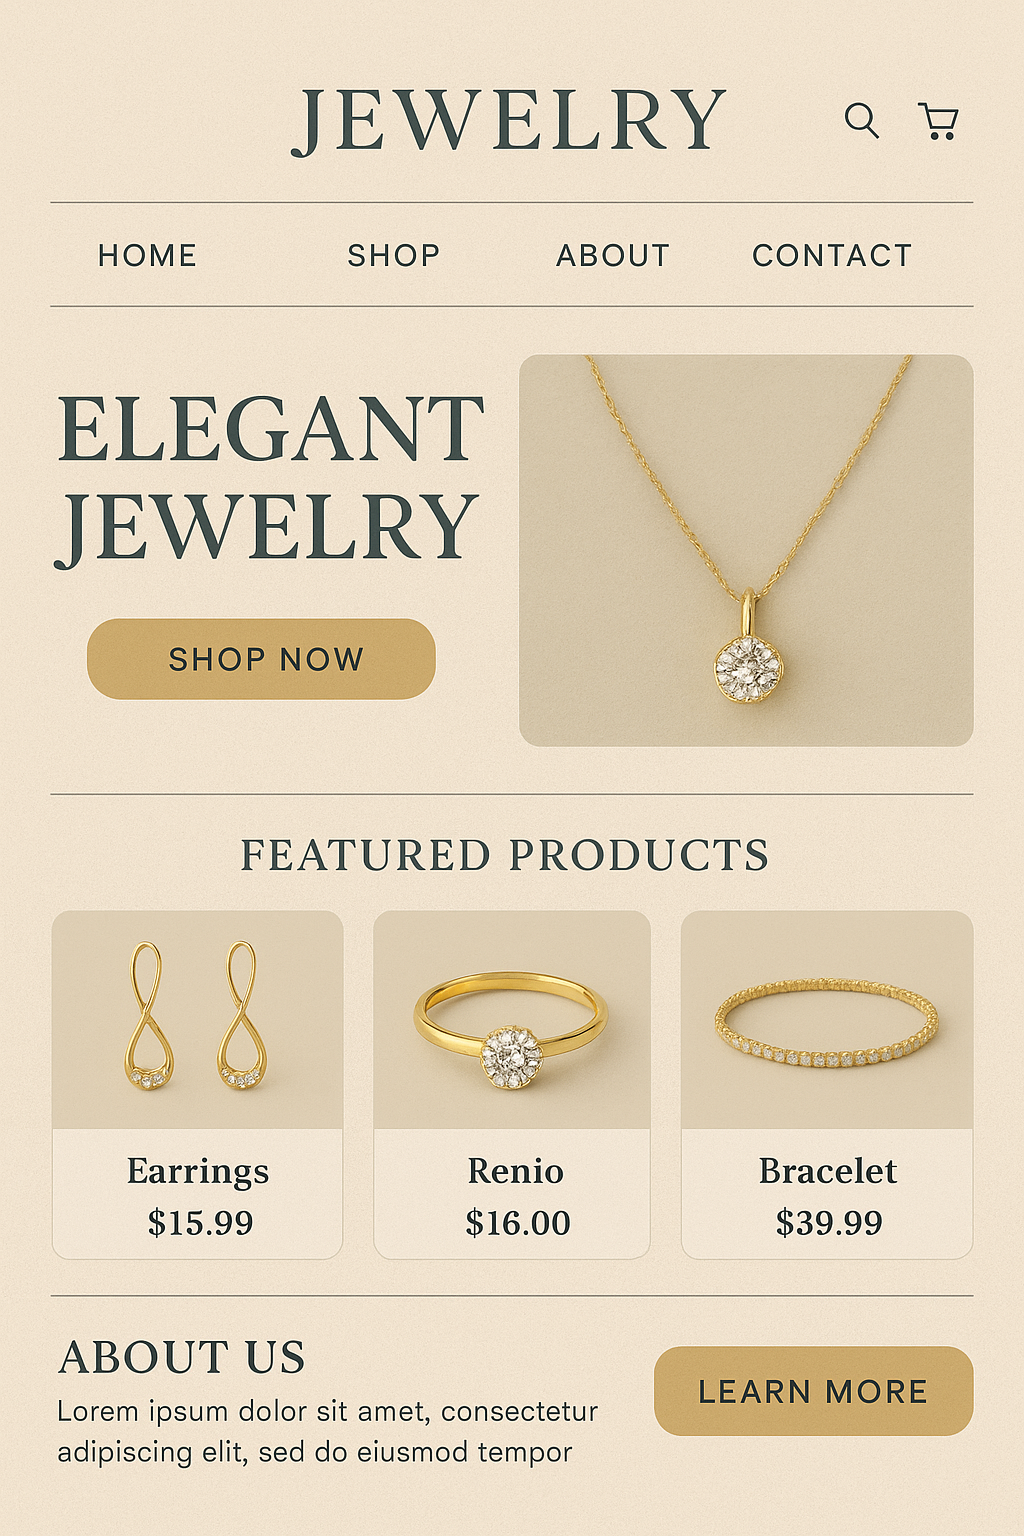 JEWELRY
HOME SHOP ABOUT CONTACT
ELEGANT
JEWELRY
SHOP NOW
FEATURED PRODUCTS
Earrings
$15.99
Renio
$16.00
Bracelet
$39.99
ABOUT US
Lorem ipsum dolor sit amet, consectetur
adipiscing elit, sed do eiusmod tempor
LEARN MORE